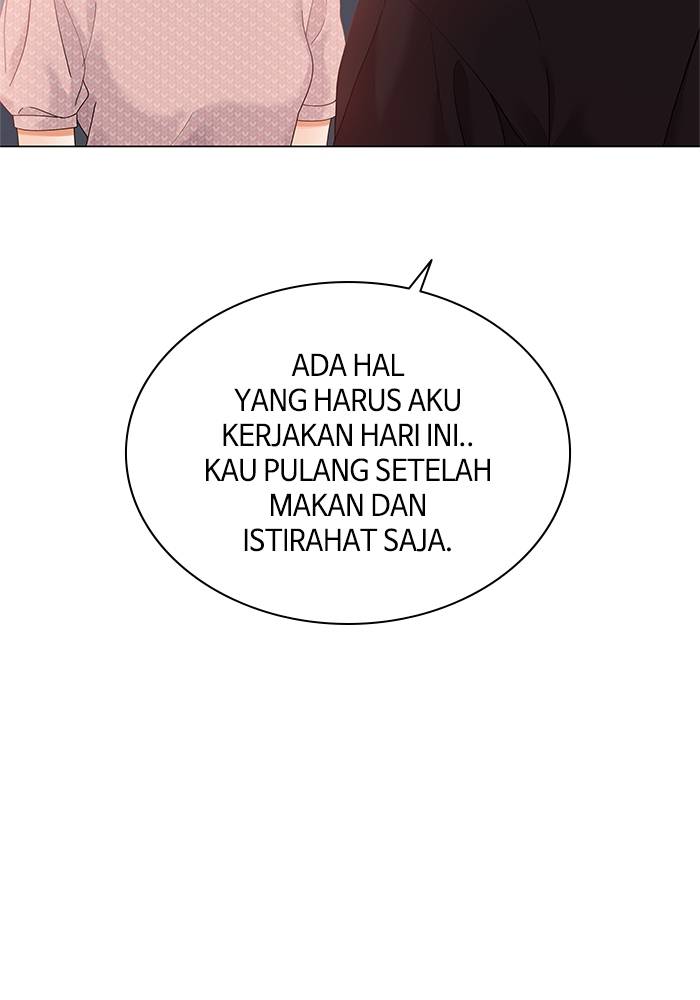 ADA HAL
YANG HARUS AKU
KERJAKAN HARI INI..
KAU PULANG SETELAH
MAKAN DAN
ISTIRAHAT SAJA.